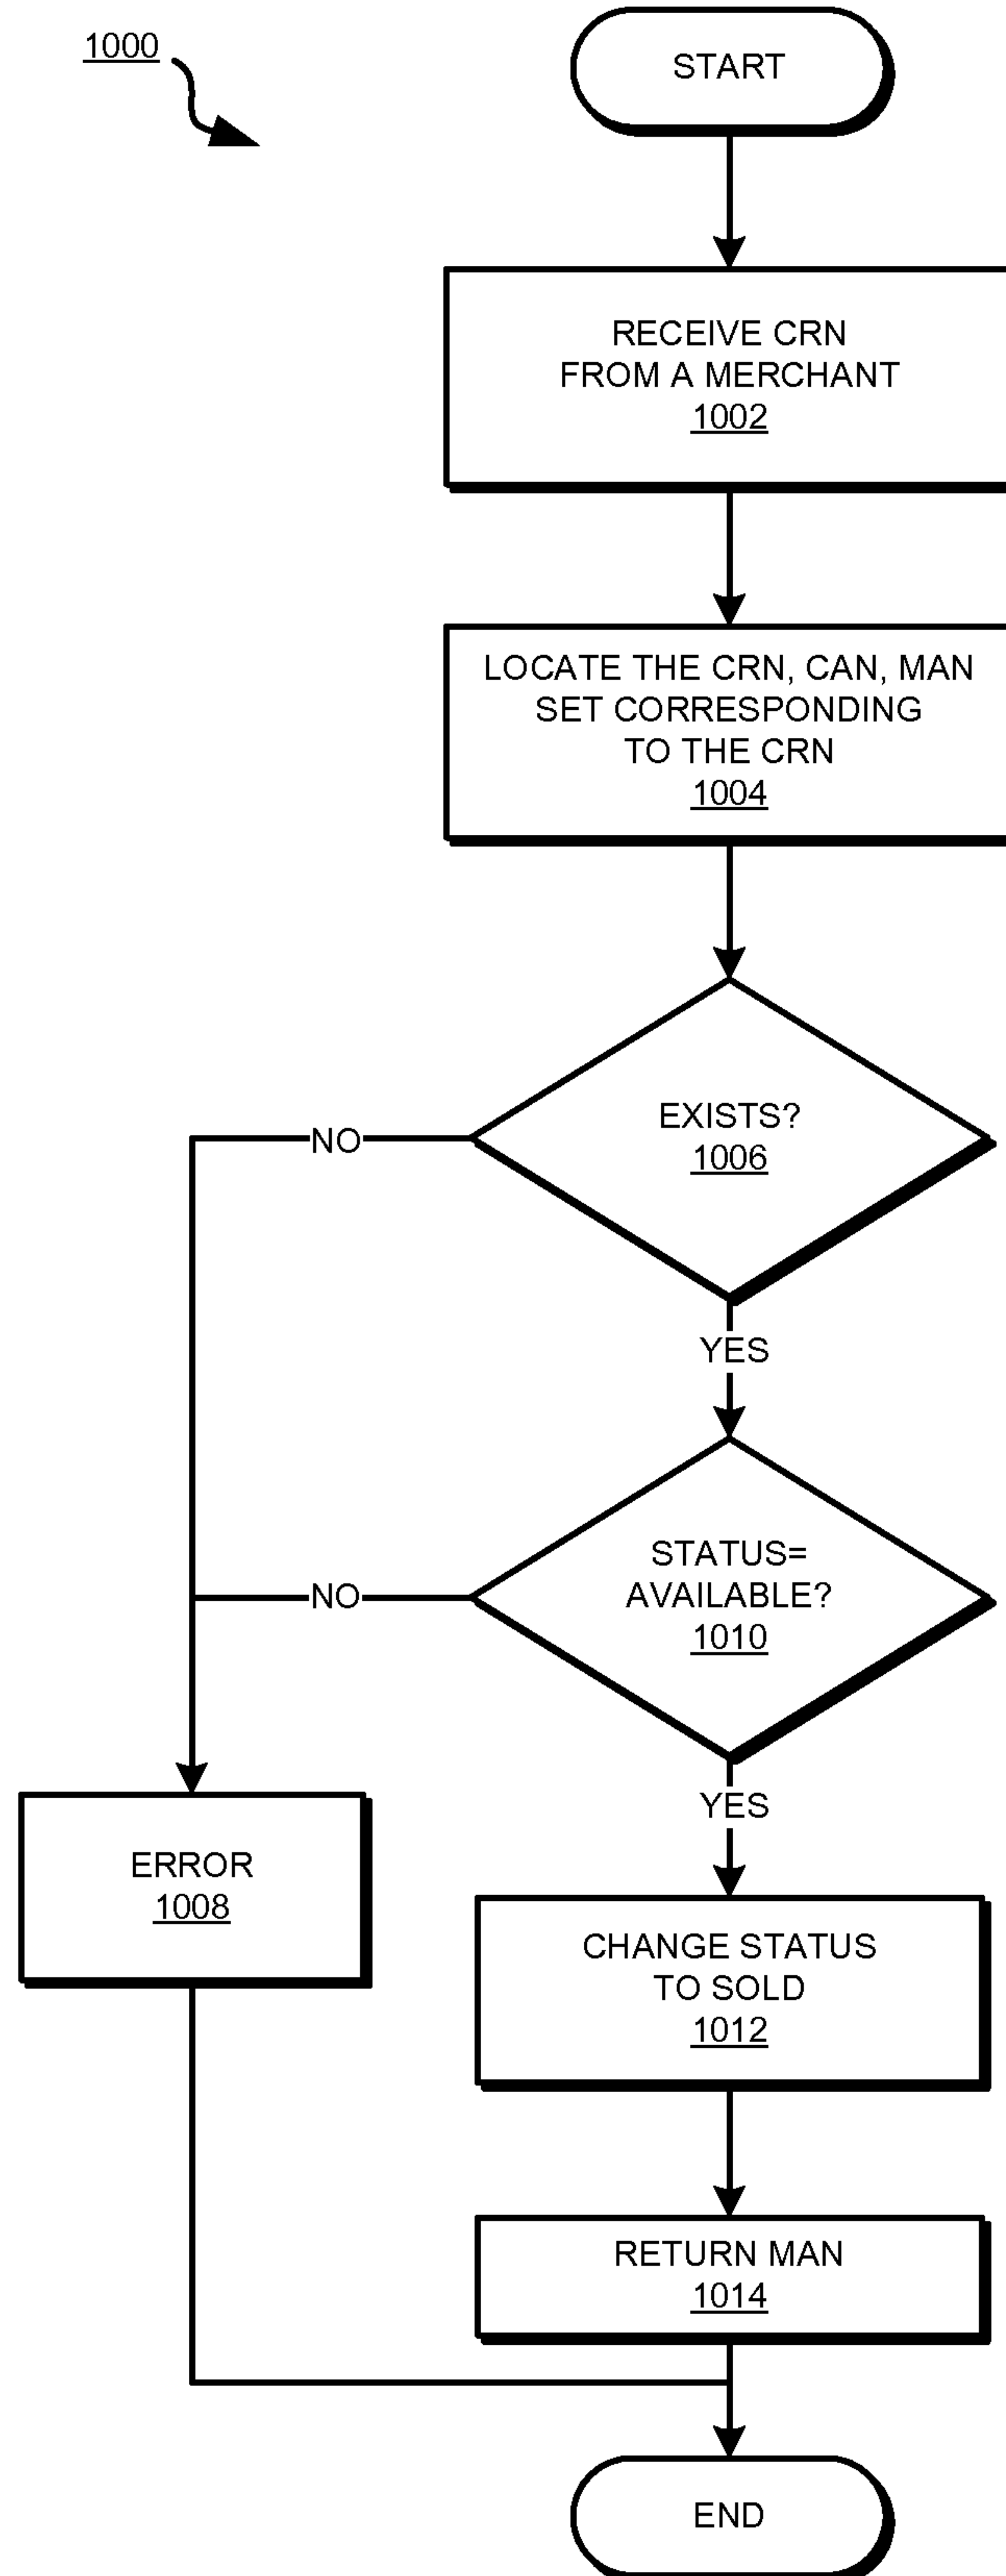 1000
START
RECEIVE CRN
FROM A MERCHANT
1002
LOCATE THE CRN, CAN, MAN
SET CORRESPONDING
TO THE CRN
1004
EXISTS?
1006
NO
YES
STATUS=
AVAILABLE?
1010
NO
YES
ERROR
1008
CHANGE STATUS
TO SOLD
1012
RETURN MAN
1014
END